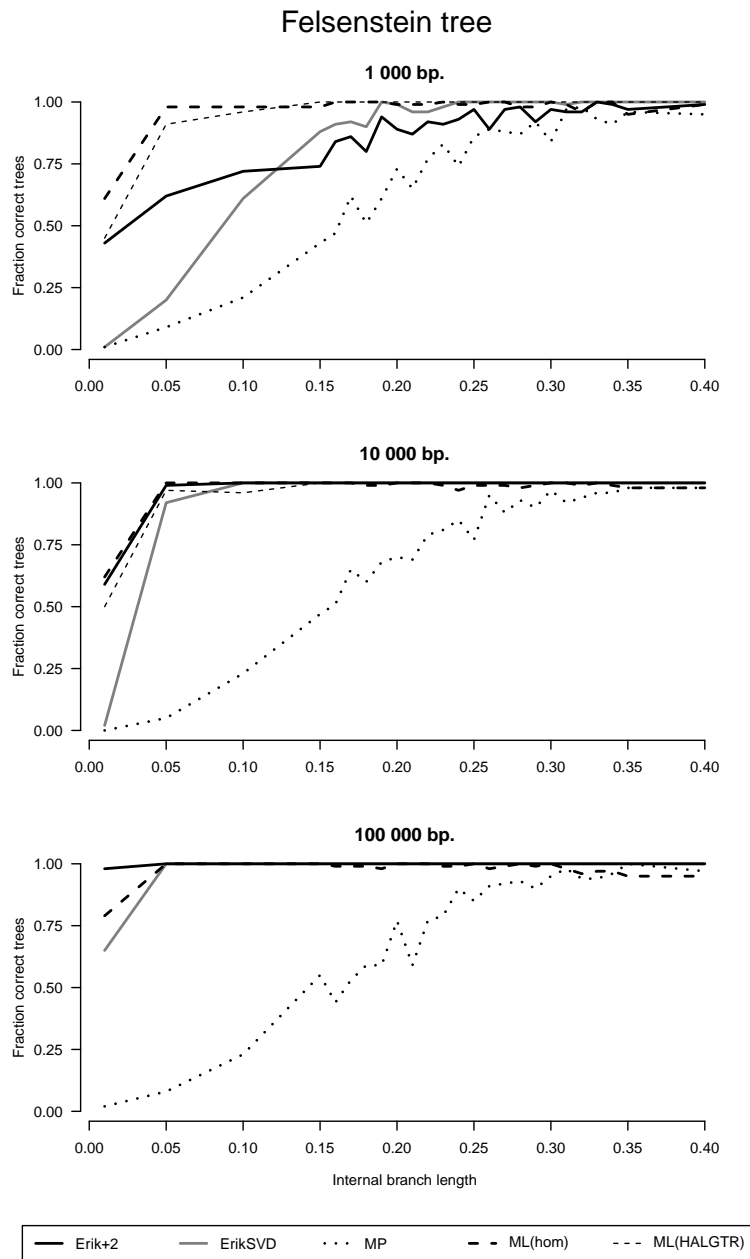 Felsenstein tree
1 000 bp.
1.00
0.75
0.50
0.25
0.00
Fraction correct trees
0.00 0.05 0.10 0.15 0.20 0.25 0.30 0.35 0.40
10 000 bp.
1.00
0.75
0.50
0.25
0.00
Fraction correct trees
0.00 0.05 0.10 0.15 0.20 0.25 0.30 0.35 0.40
100 000 bp.
1.00
0.75
0.50
0.25
0.00
Fraction correct trees
0.00 0.05 0.10 0.15 0.20 0.25 0.30 0.35 0.40
Internal branch length
Erik+2 ErikSVD MP ML(hom) ML(HALGTR)